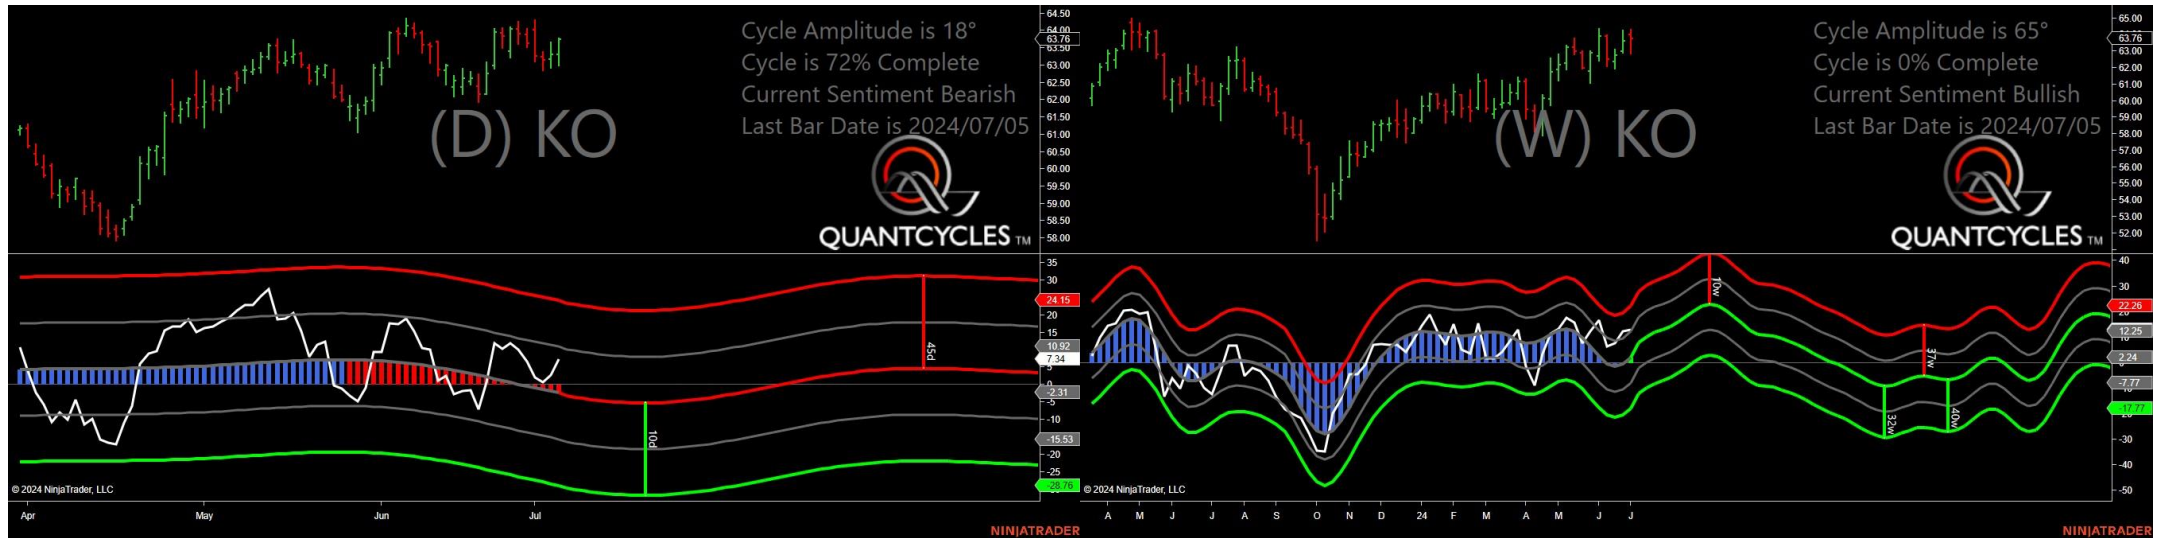 Cycle Amplitude is 18°
Cycle is 72% Complete
Current Sentiment Bearish
Last Bar Date is 2024/07/05
(D) KO
QUANTCYCLES TM
64.50
63.76
63.50
63.00
62.50
62.00
61.50
61.00
60.50
60.00
59.50
59.00
58.50
58.00
35
30
24.15
20
15
10.92
7.34
0
-2.31
-5
-10
-15.53
-20
-25
-28.76
45d
10d
© 2024 NinjaTrader, LLC
Apr May Jun Jul
NINJATRADER
Cycle Amplitude is 65°
Cycle is 0% Complete
Current Sentiment Bullish
Last Bar Date is 2024/07/05
(W) KO
QUANTCYCLES TM
65.00
63.76
63.00
62.00
61.00
60.00
59.00
58.00
57.00
56.00
55.00
54.00
53.00
52.00
40
30
22.26
12.25
10
2.24
-7.77
-17.77
-30
-40
-50
10w
37w
32w
40w
© 2024 NinjaTrader, LLC
A M J J A S O N D 24 F M A M J J
NINJATRADER